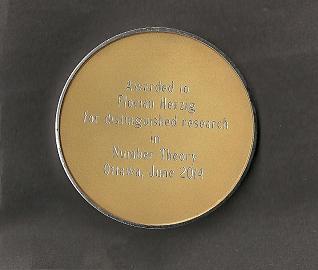 Awarded to
Florian Herzig
for distinguished research
in
Number Theory
Ottawa, June 2014